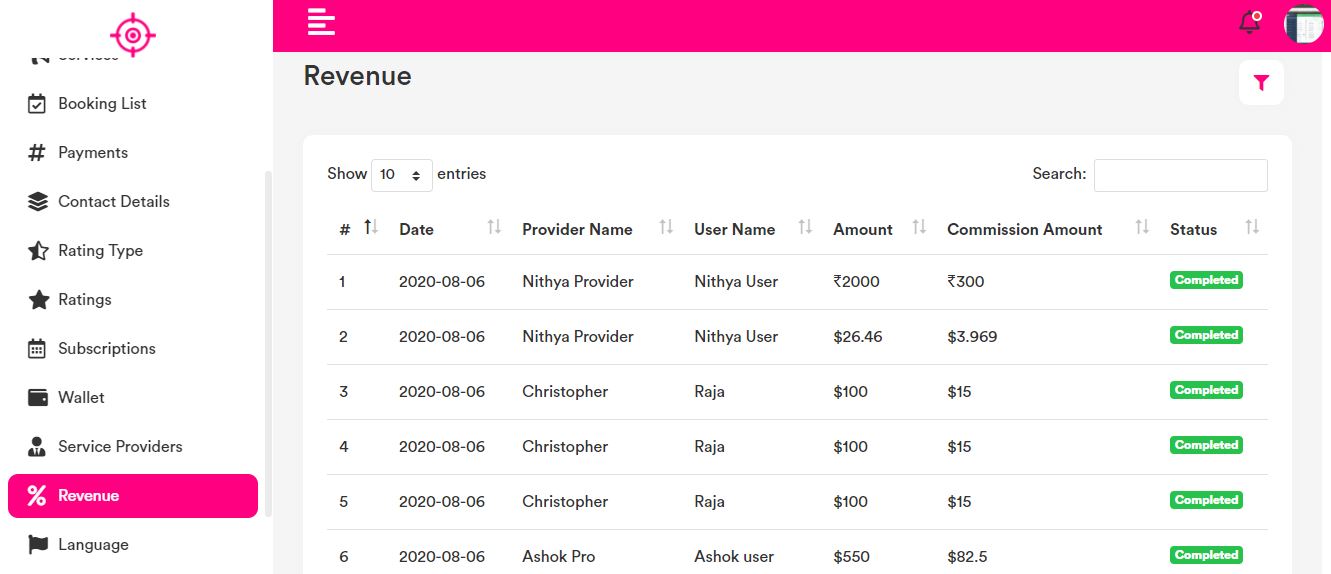 Services
Booking List
Payments
Contact Details
Rating Type
Ratings
Subscriptions
Wallet
Service Providers
Revenue
Language
Revenue
Show 10 entries
Search:
# Date Provider Name User Name Amount Commission Amount Status
1 2020-08-06 Nithya Provider Nithya User ₹2000 ₹300 Completed
2 2020-08-06 Nithya Provider Nithya User $26.46 $3.969 Completed
3 2020-08-06 Christopher Raja $100 $15 Completed
4 2020-08-06 Christopher Raja $100 $15 Completed
5 2020-08-06 Christopher Raja $100 $15 Completed
6 2020-08-06 Ashok Pro Ashok user $550 $82.5 Completed